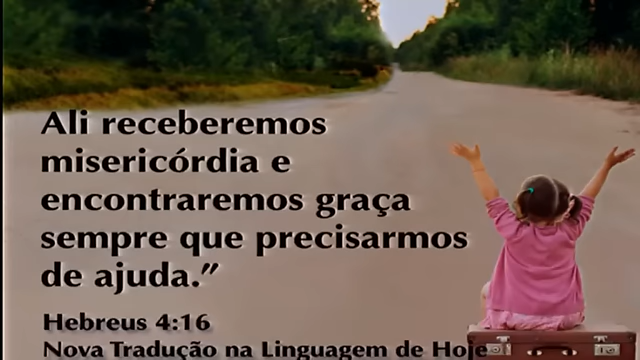 Ali receberemos
misericórdia e
encontraremos graça
sempre que precisarmos
de ajuda.”
Hebreus 4:16
Nova Tradução na Linguagem de Hoje